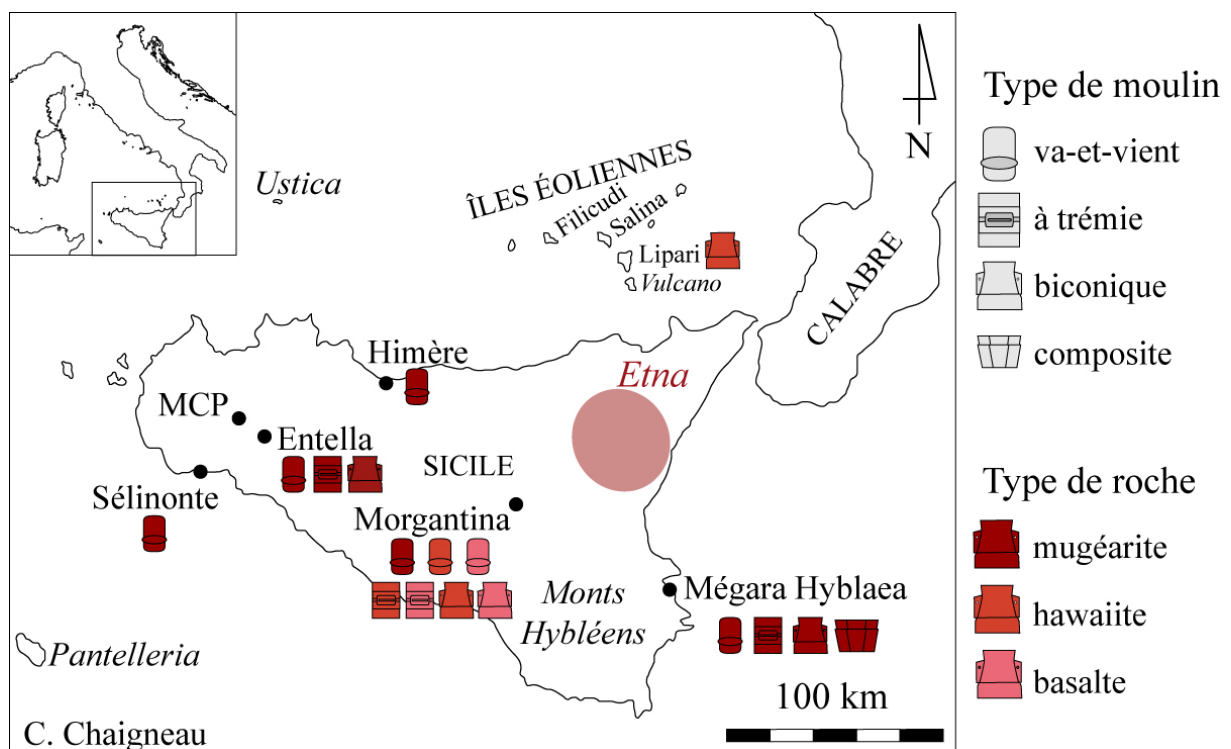 Ustica
ÎLES ÉOLIENNES
Filicudi
Salina
Lipari
Vulcano
N
CALABRE
Himère
Etna
MCP
Entella
SICILE
Sélinonte
Morgantina
Monts
Hybléens
Mégara Hyblaea
Pantelleria
100 km
C. Chaigneau
Type de moulin
va-et-vient
à trémie
biconique
composite
Type de roche
mugéarite
hawaiite
basalte